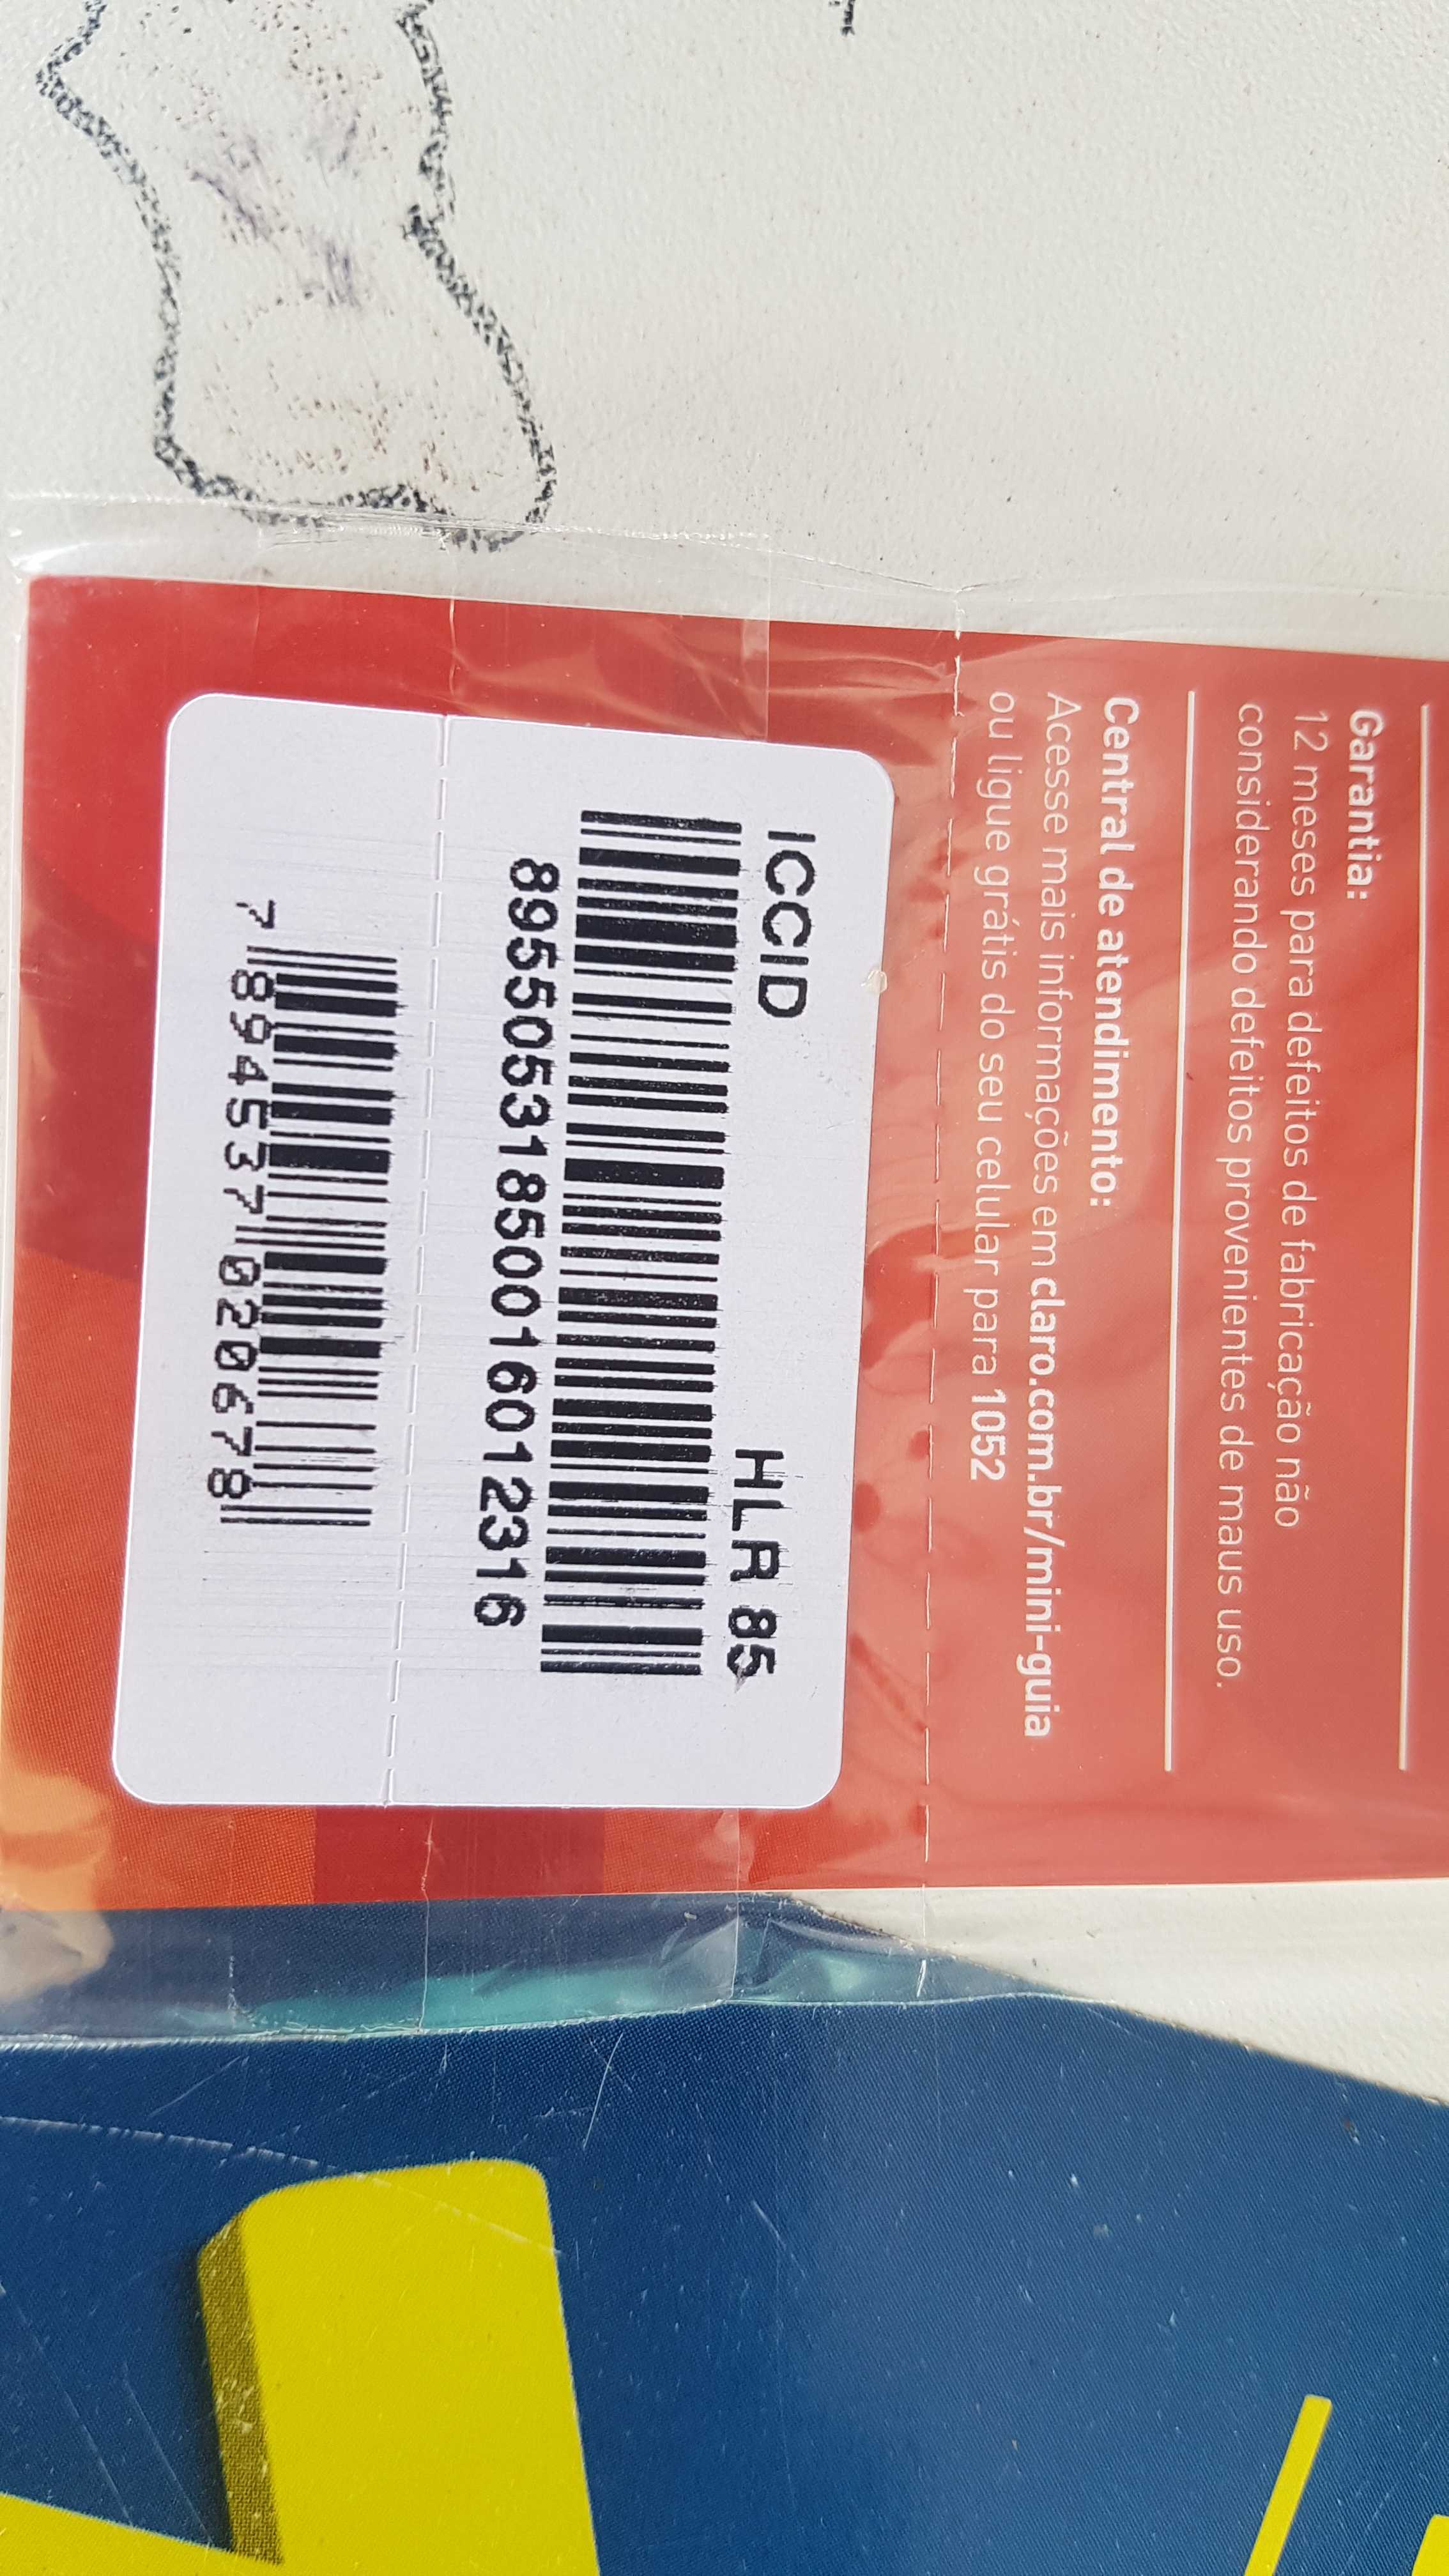 Garantia:
12 meses para defeitos de fabricação não
considerando defeitos provenientes de maus uso.
Central de atendimento:
Acesse mais informações em claro.com.br/mini-guia
ou ligue grátis do seu celular para 1052
ICCID HLR 85
89550531850016012316
7 894537 020678